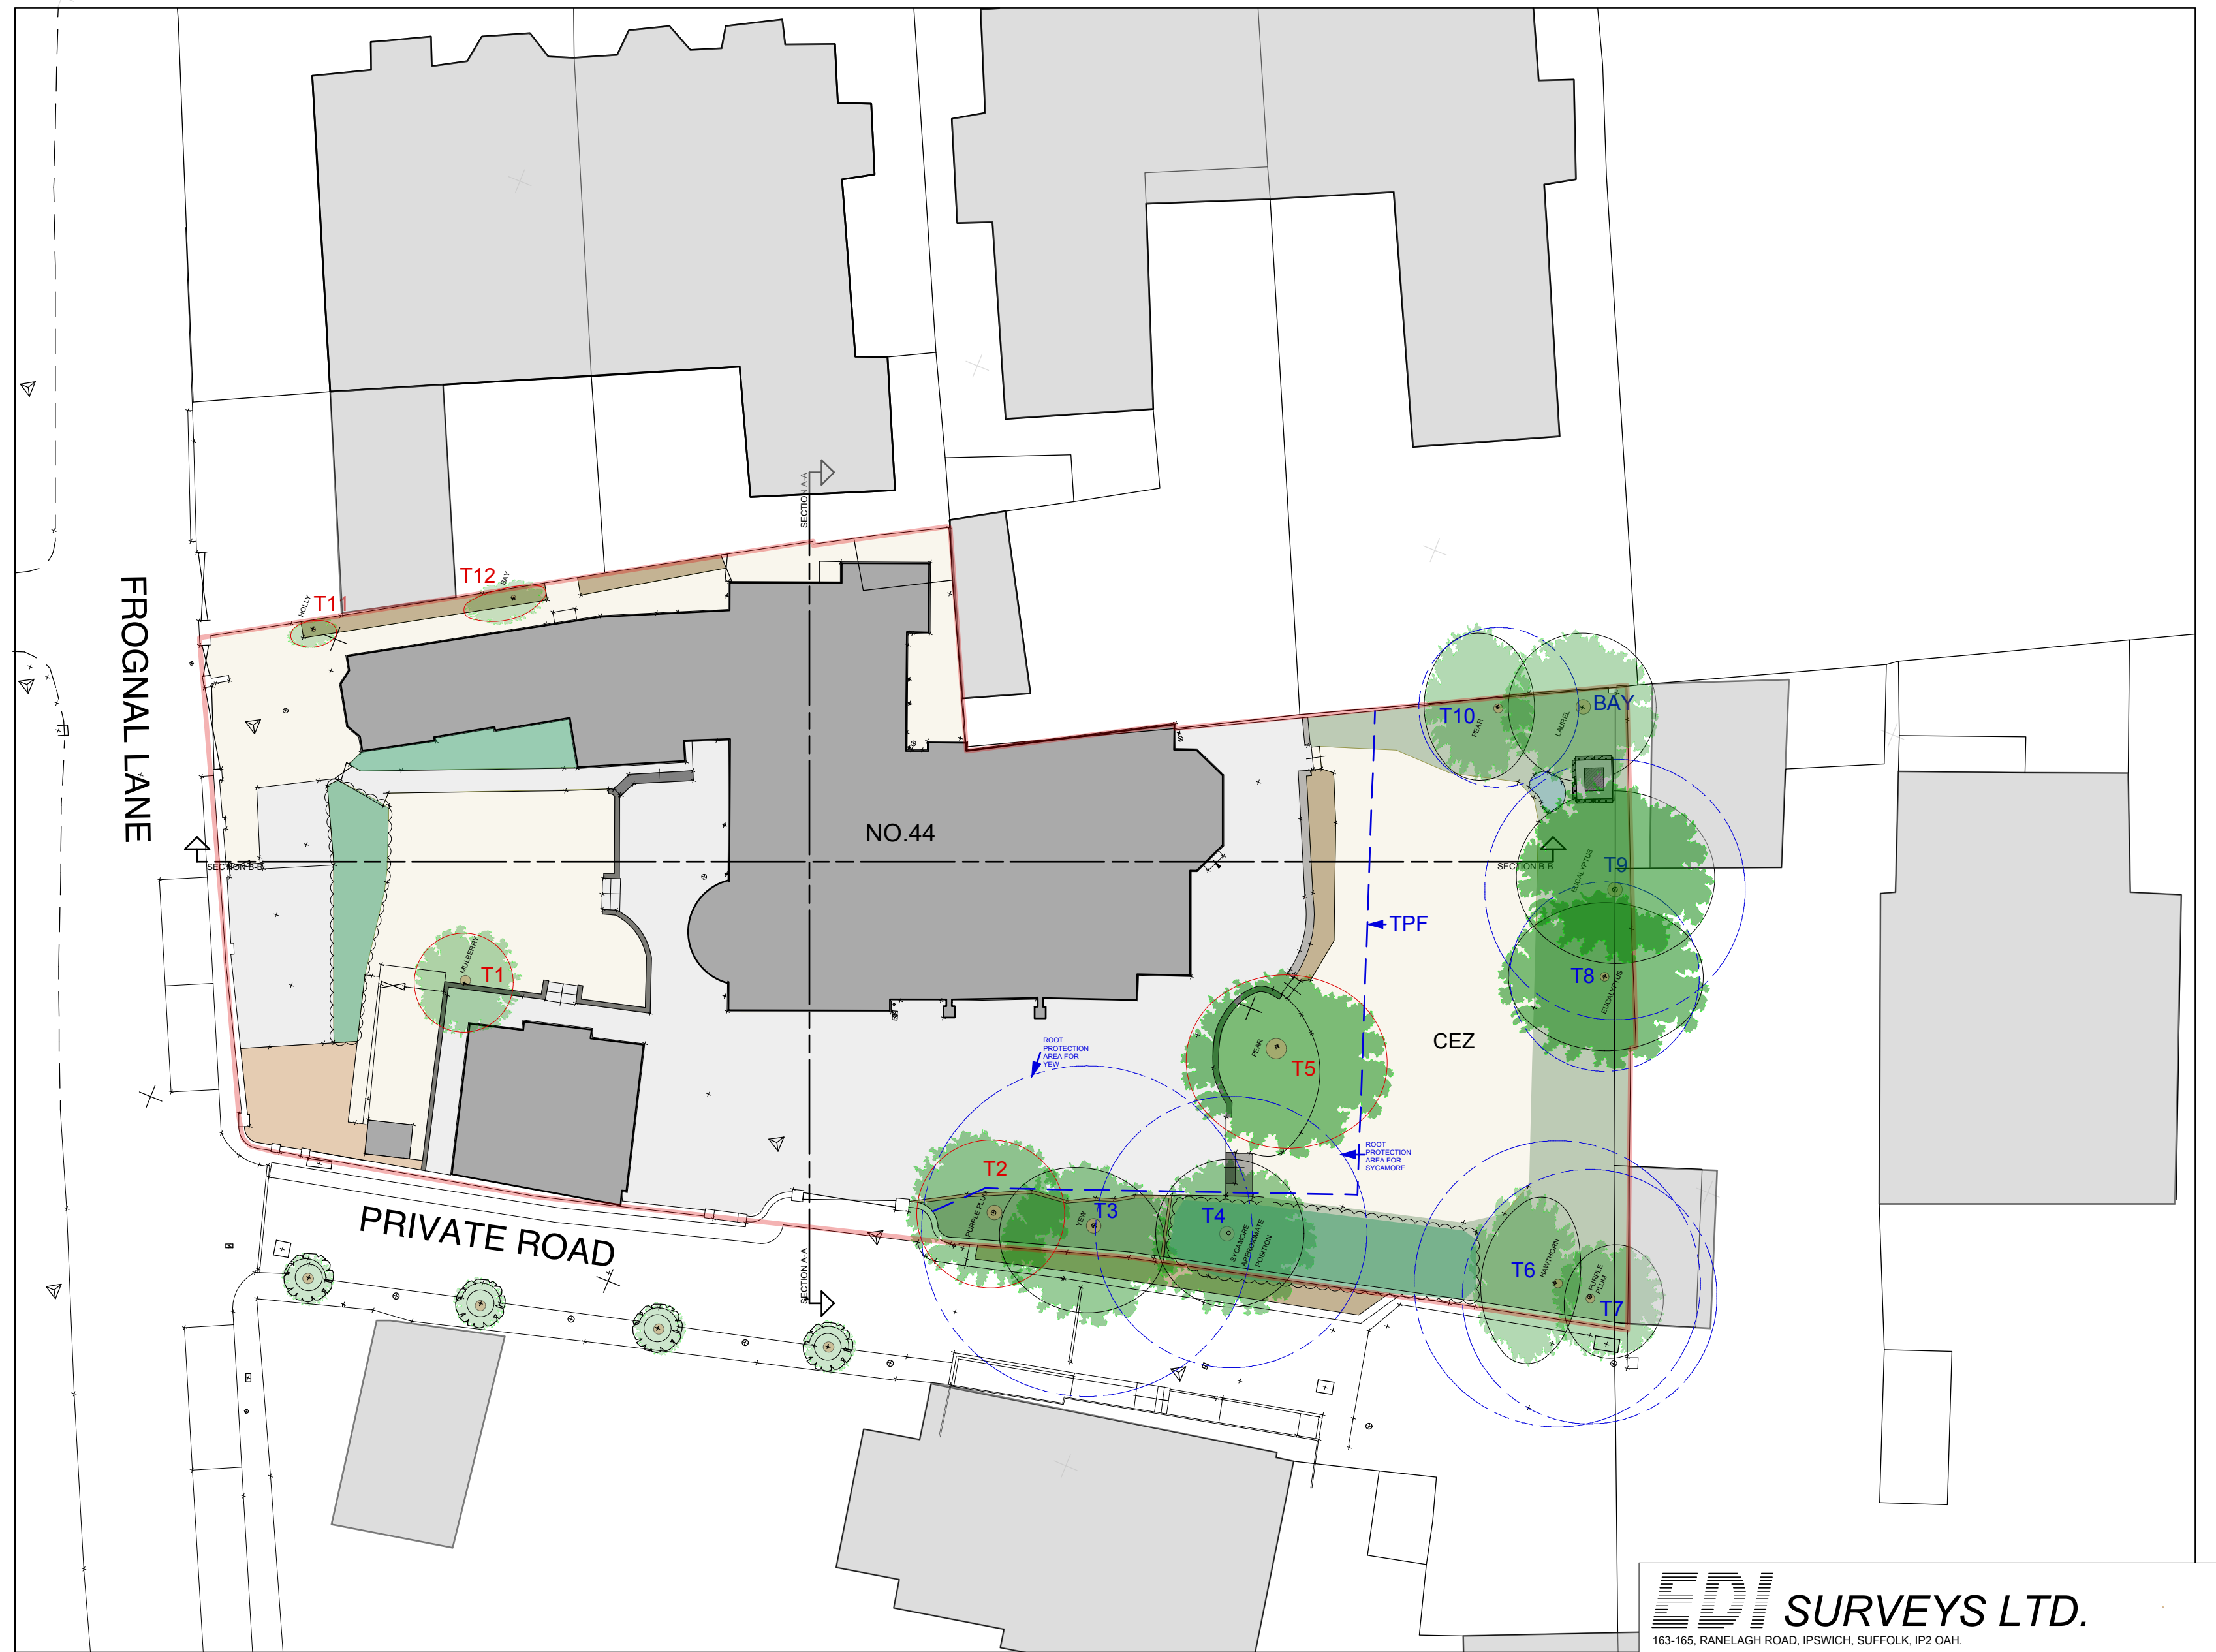 SECTION A-A
T12
BAY
HOLLY
T11
FROGNAL LANE
T10
PEAR
LAUREL
BAY
NO.44
SECTION B-B
SECTION B-B
EUCALYPTUS
T9
TPF
MULBERRY
T1
T8
EUCALYPTUS
CEZ
ROOT
PROTECTION
AREA FOR
YEW
PEAR
T5
ROOT
PROTECTION
AREA FOR
SYCAMORE
T2
PURPLE PLUM
YEW
T3
T4
SYCAMORE
APPROXIMATE
POSITION
PRIVATE ROAD
SECTION A-A
T6
HAWTHORN
PURPLE
PLUM
T7
EDI SURVEYS LTD.
163-165, RANELAGH ROAD, IPSWICH, SUFFOLK, IP2 OAH.